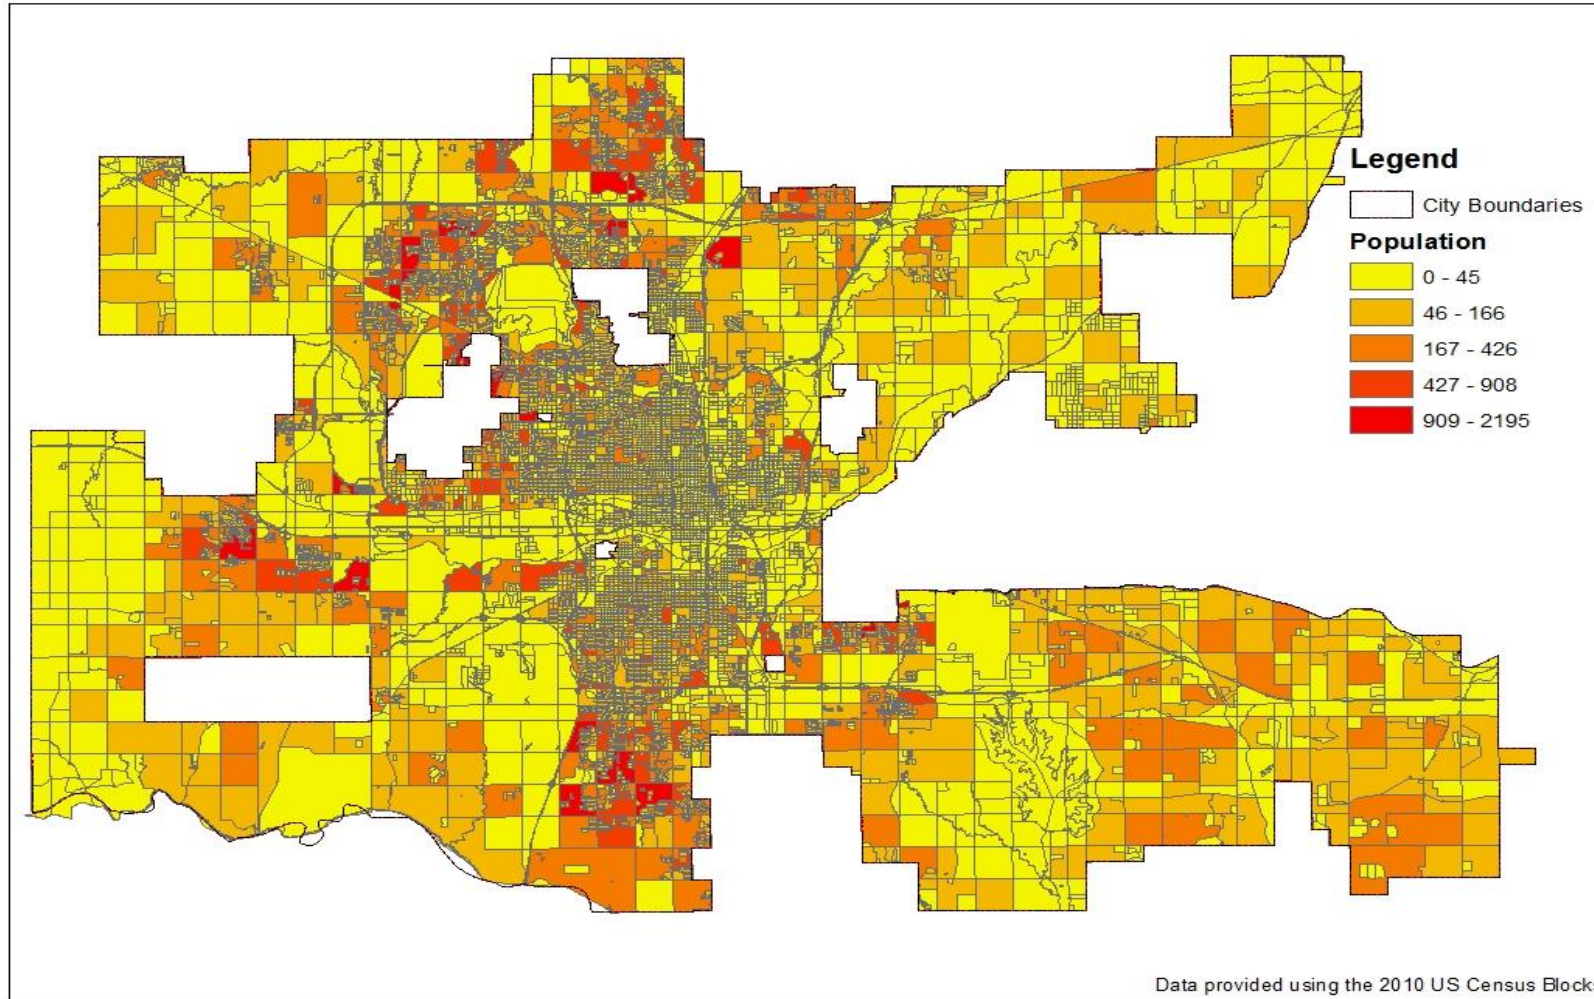 Legend
City Boundaries
Population
0 - 45
46 - 166
167 - 426
427 - 908
909 - 2195
Data provided using the 2010 US Census Block